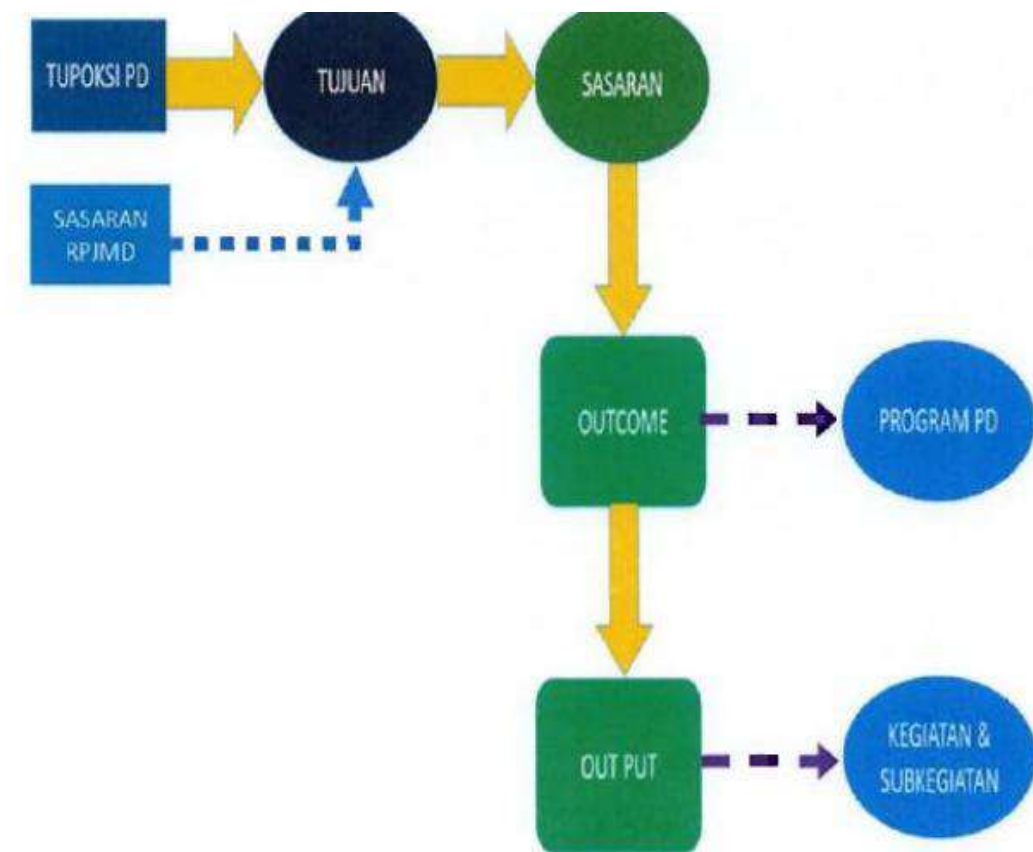 TUPOKSI PD
TUJUAN
SASARAN
SASARAN
RPJMD
OUTCOME
PROGRAM PD
OUT PUT
KEGIATAN &
SUBKEGIATAN